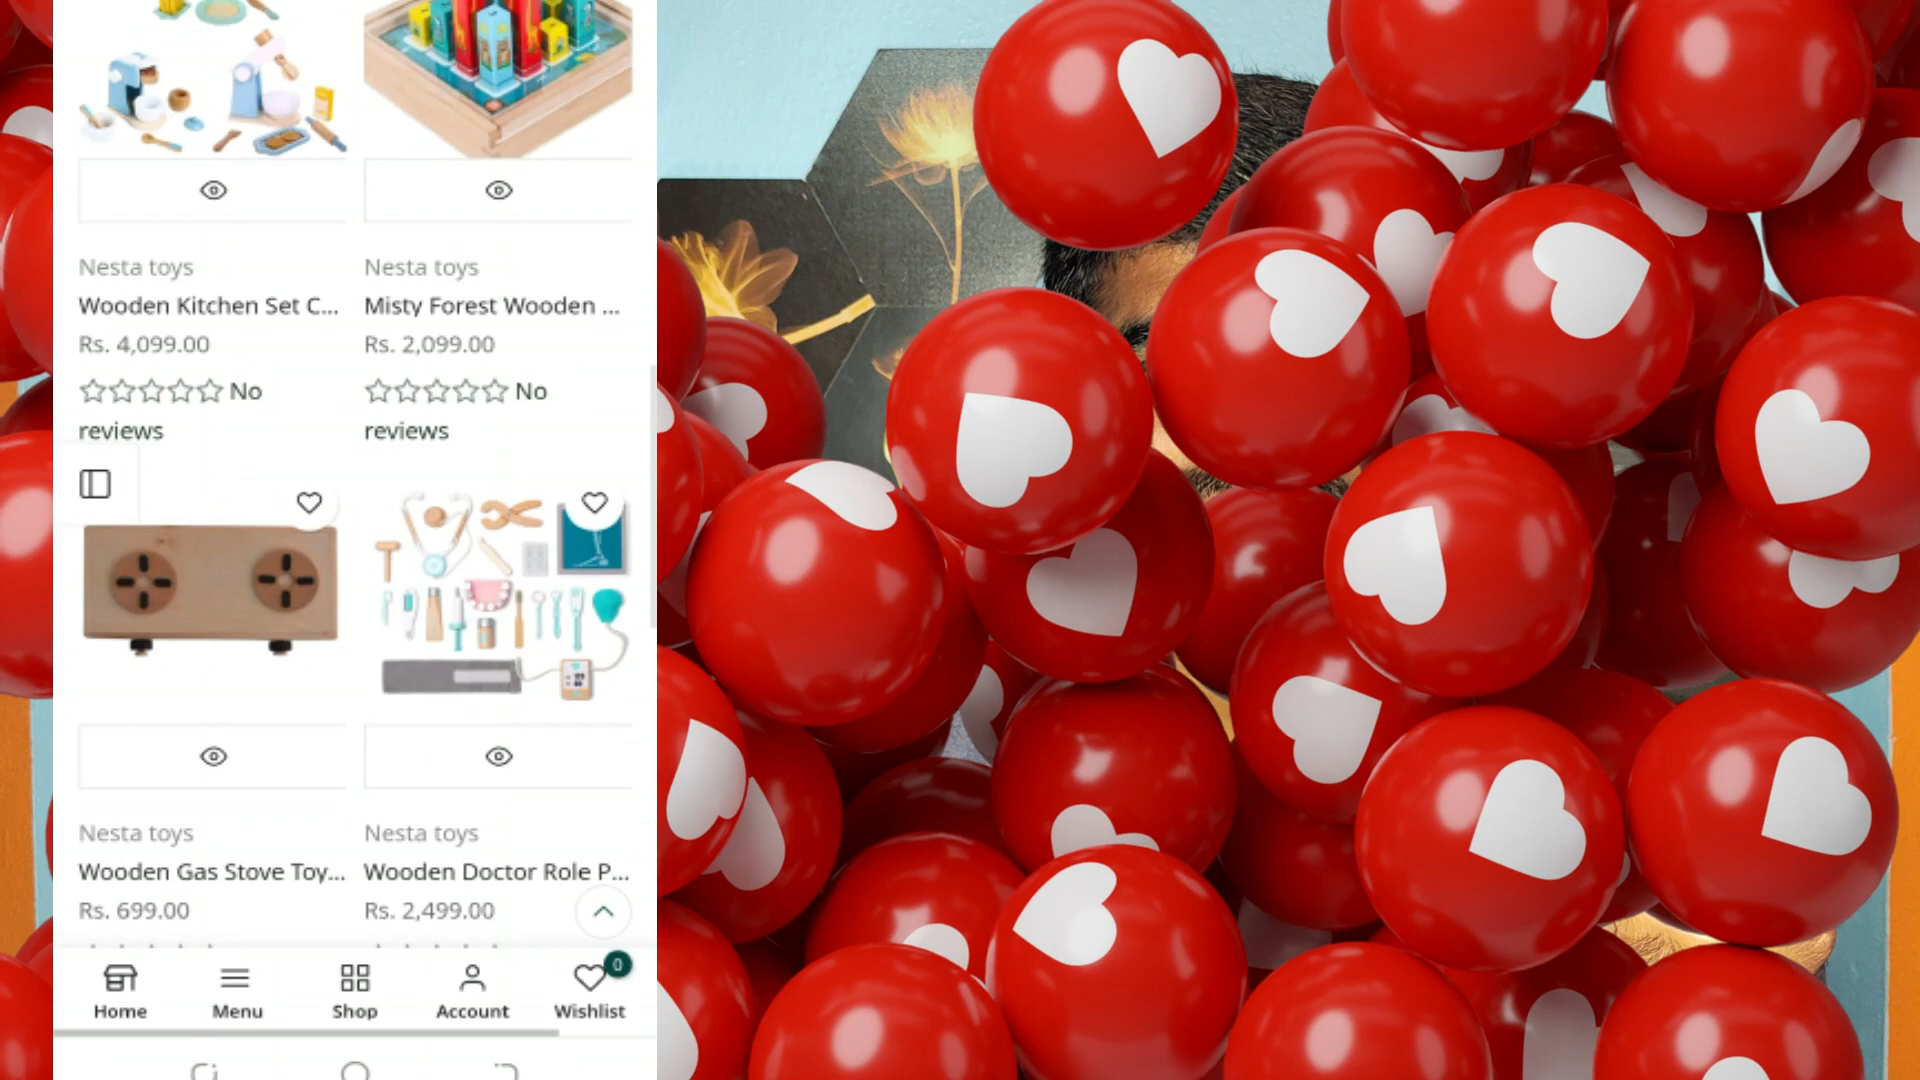 Nesta toys
Wooden Kitchen Set C...
Rs. 4,099.00
No
reviews
Nesta toys
Misty Forest Wooden ...
Rs. 2,099.00
No
reviews
Nesta toys
Wooden Gas Stove Toy...
Rs. 699.00
Nesta toys
Wooden Doctor Role P...
Rs. 2,499.00
0
Home
Menu
Shop
Account
Wishlist